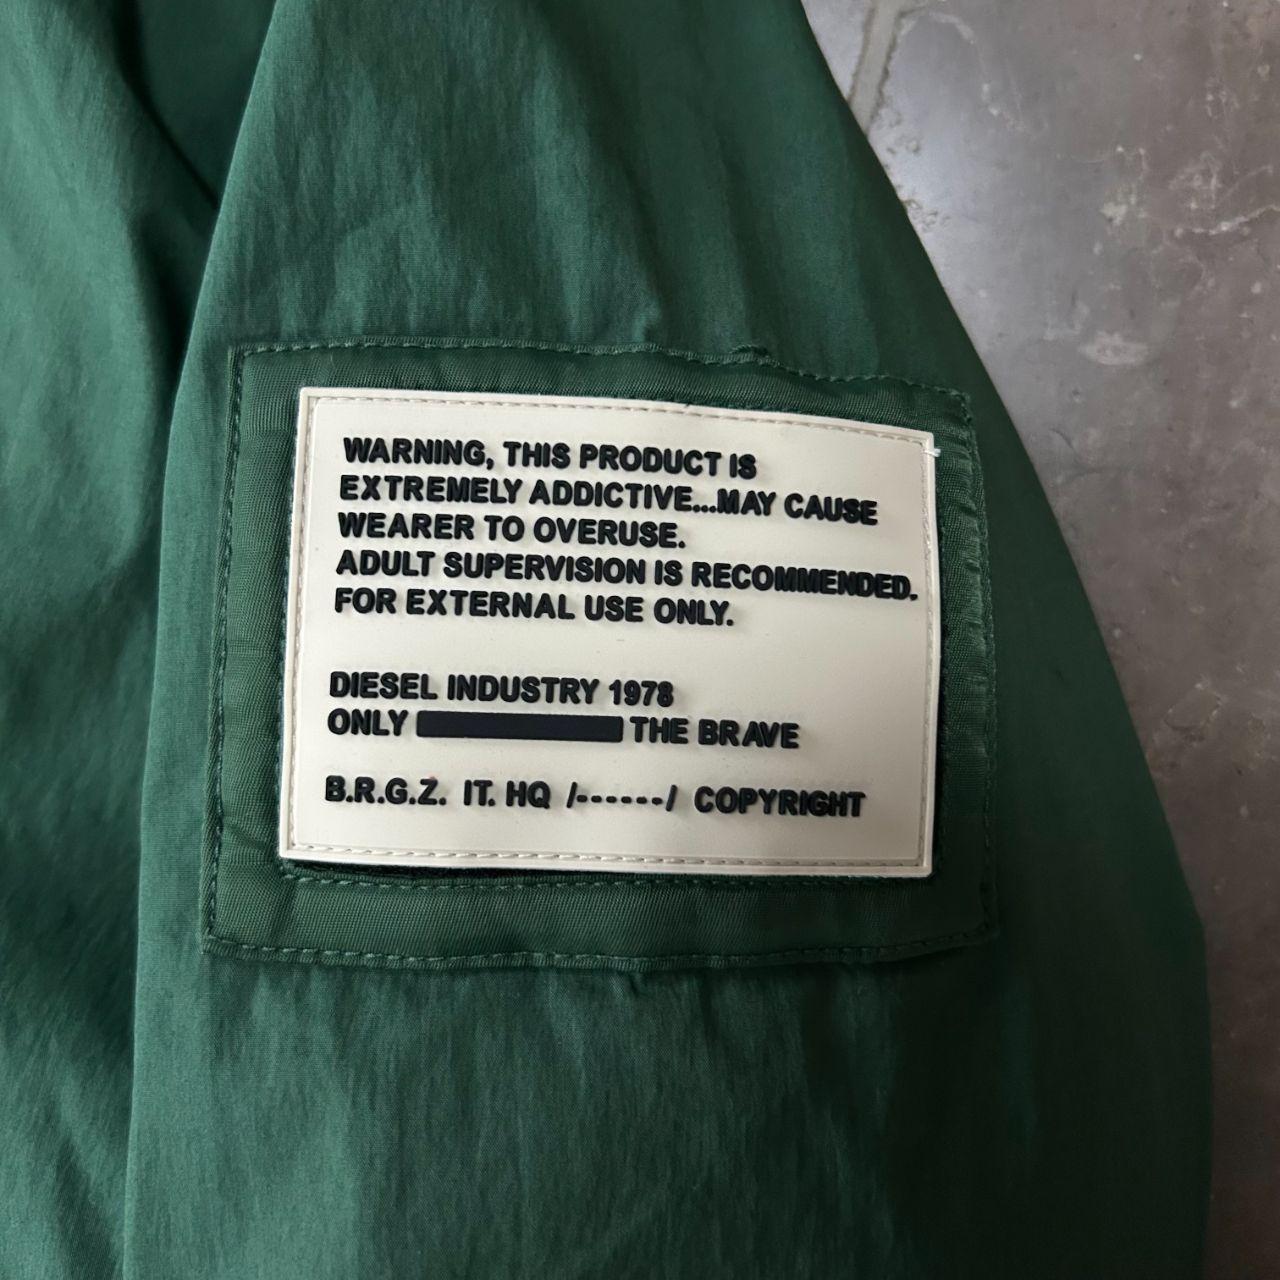 WARNING, THIS PRODUCT IS
EXTREMELY ADDICTIVE...MAY CAUSE
WEARER TO OVERUSE.
ADULT SUPERVISION IS RECOMMENDED.
FOR EXTERNAL USE ONLY.
DIESEL INDUSTRY 1978
ONLY THE BRAVE
B.R.G.Z. IT. HQ /------/ COPYRIGHT